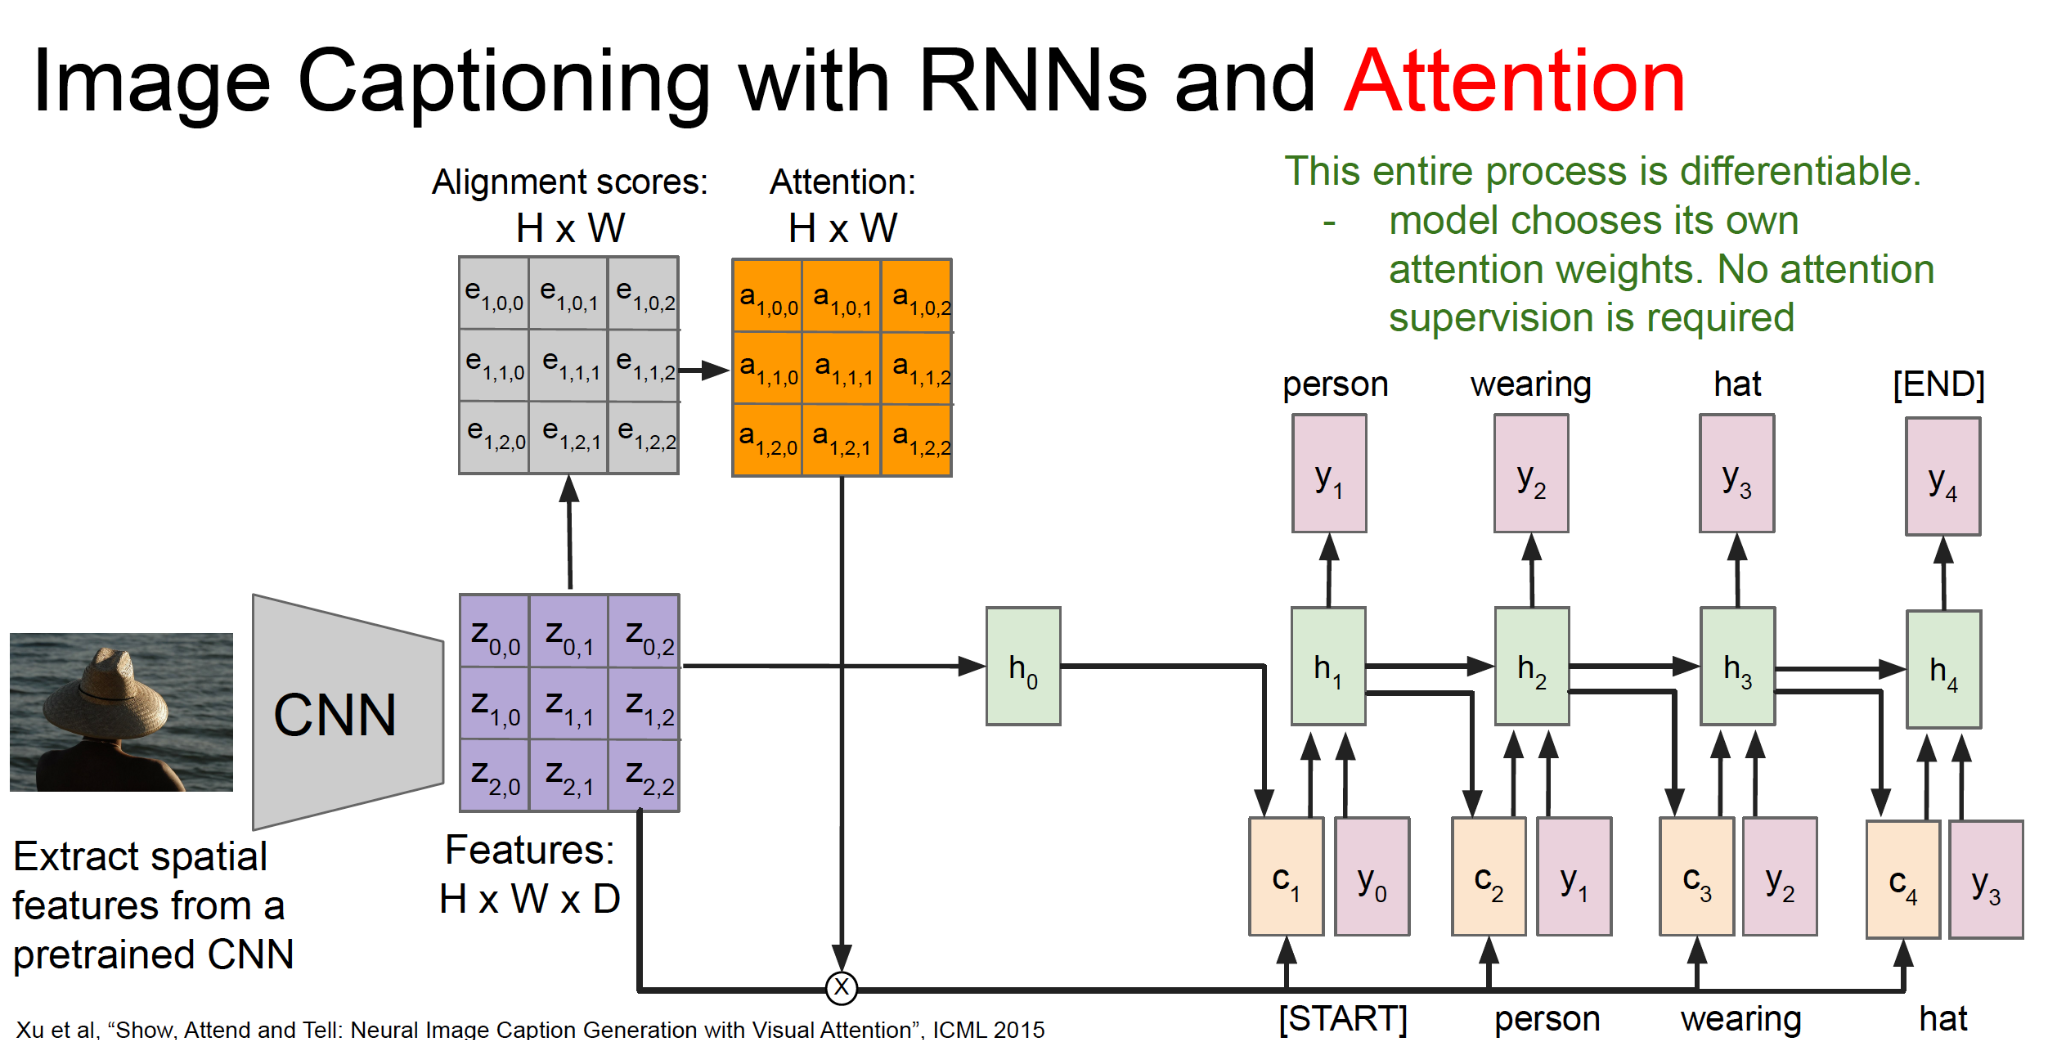 Image Captioning with RNNs and Attention
Alignment scores:
H x W
Attention:
H x W
This entire process is differentiable.
- model chooses its own
attention weights. No attention
supervision is required
e1,0,0 e1,0,1 e1,0,2
e1,1,0 e1,1,1 e1,1,2
e1,2,0 e1,2,1 e1,2,2
a1,0,0 a1,0,1 a1,0,2
a1,1,0 a1,1,1 a1,1,2
a1,2,0 a1,2,1 a1,2,2
person wearing hat [END]
y1 y2 y3 y4
CNN
z0,0 z0,1 z0,2
z1,0 z1,1 z1,2
z2,0 z2,1 z2,2
h0 h1 h2 h3 h4
Extract spatial
features from a
pretrained CNN
Features:
H x W x D
c1 y0 c2 y1 c3 y2 c4 y3
X
[START] person wearing hat
Xu et al, “Show, Attend and Tell: Neural Image Caption Generation with Visual Attention”, ICML 2015